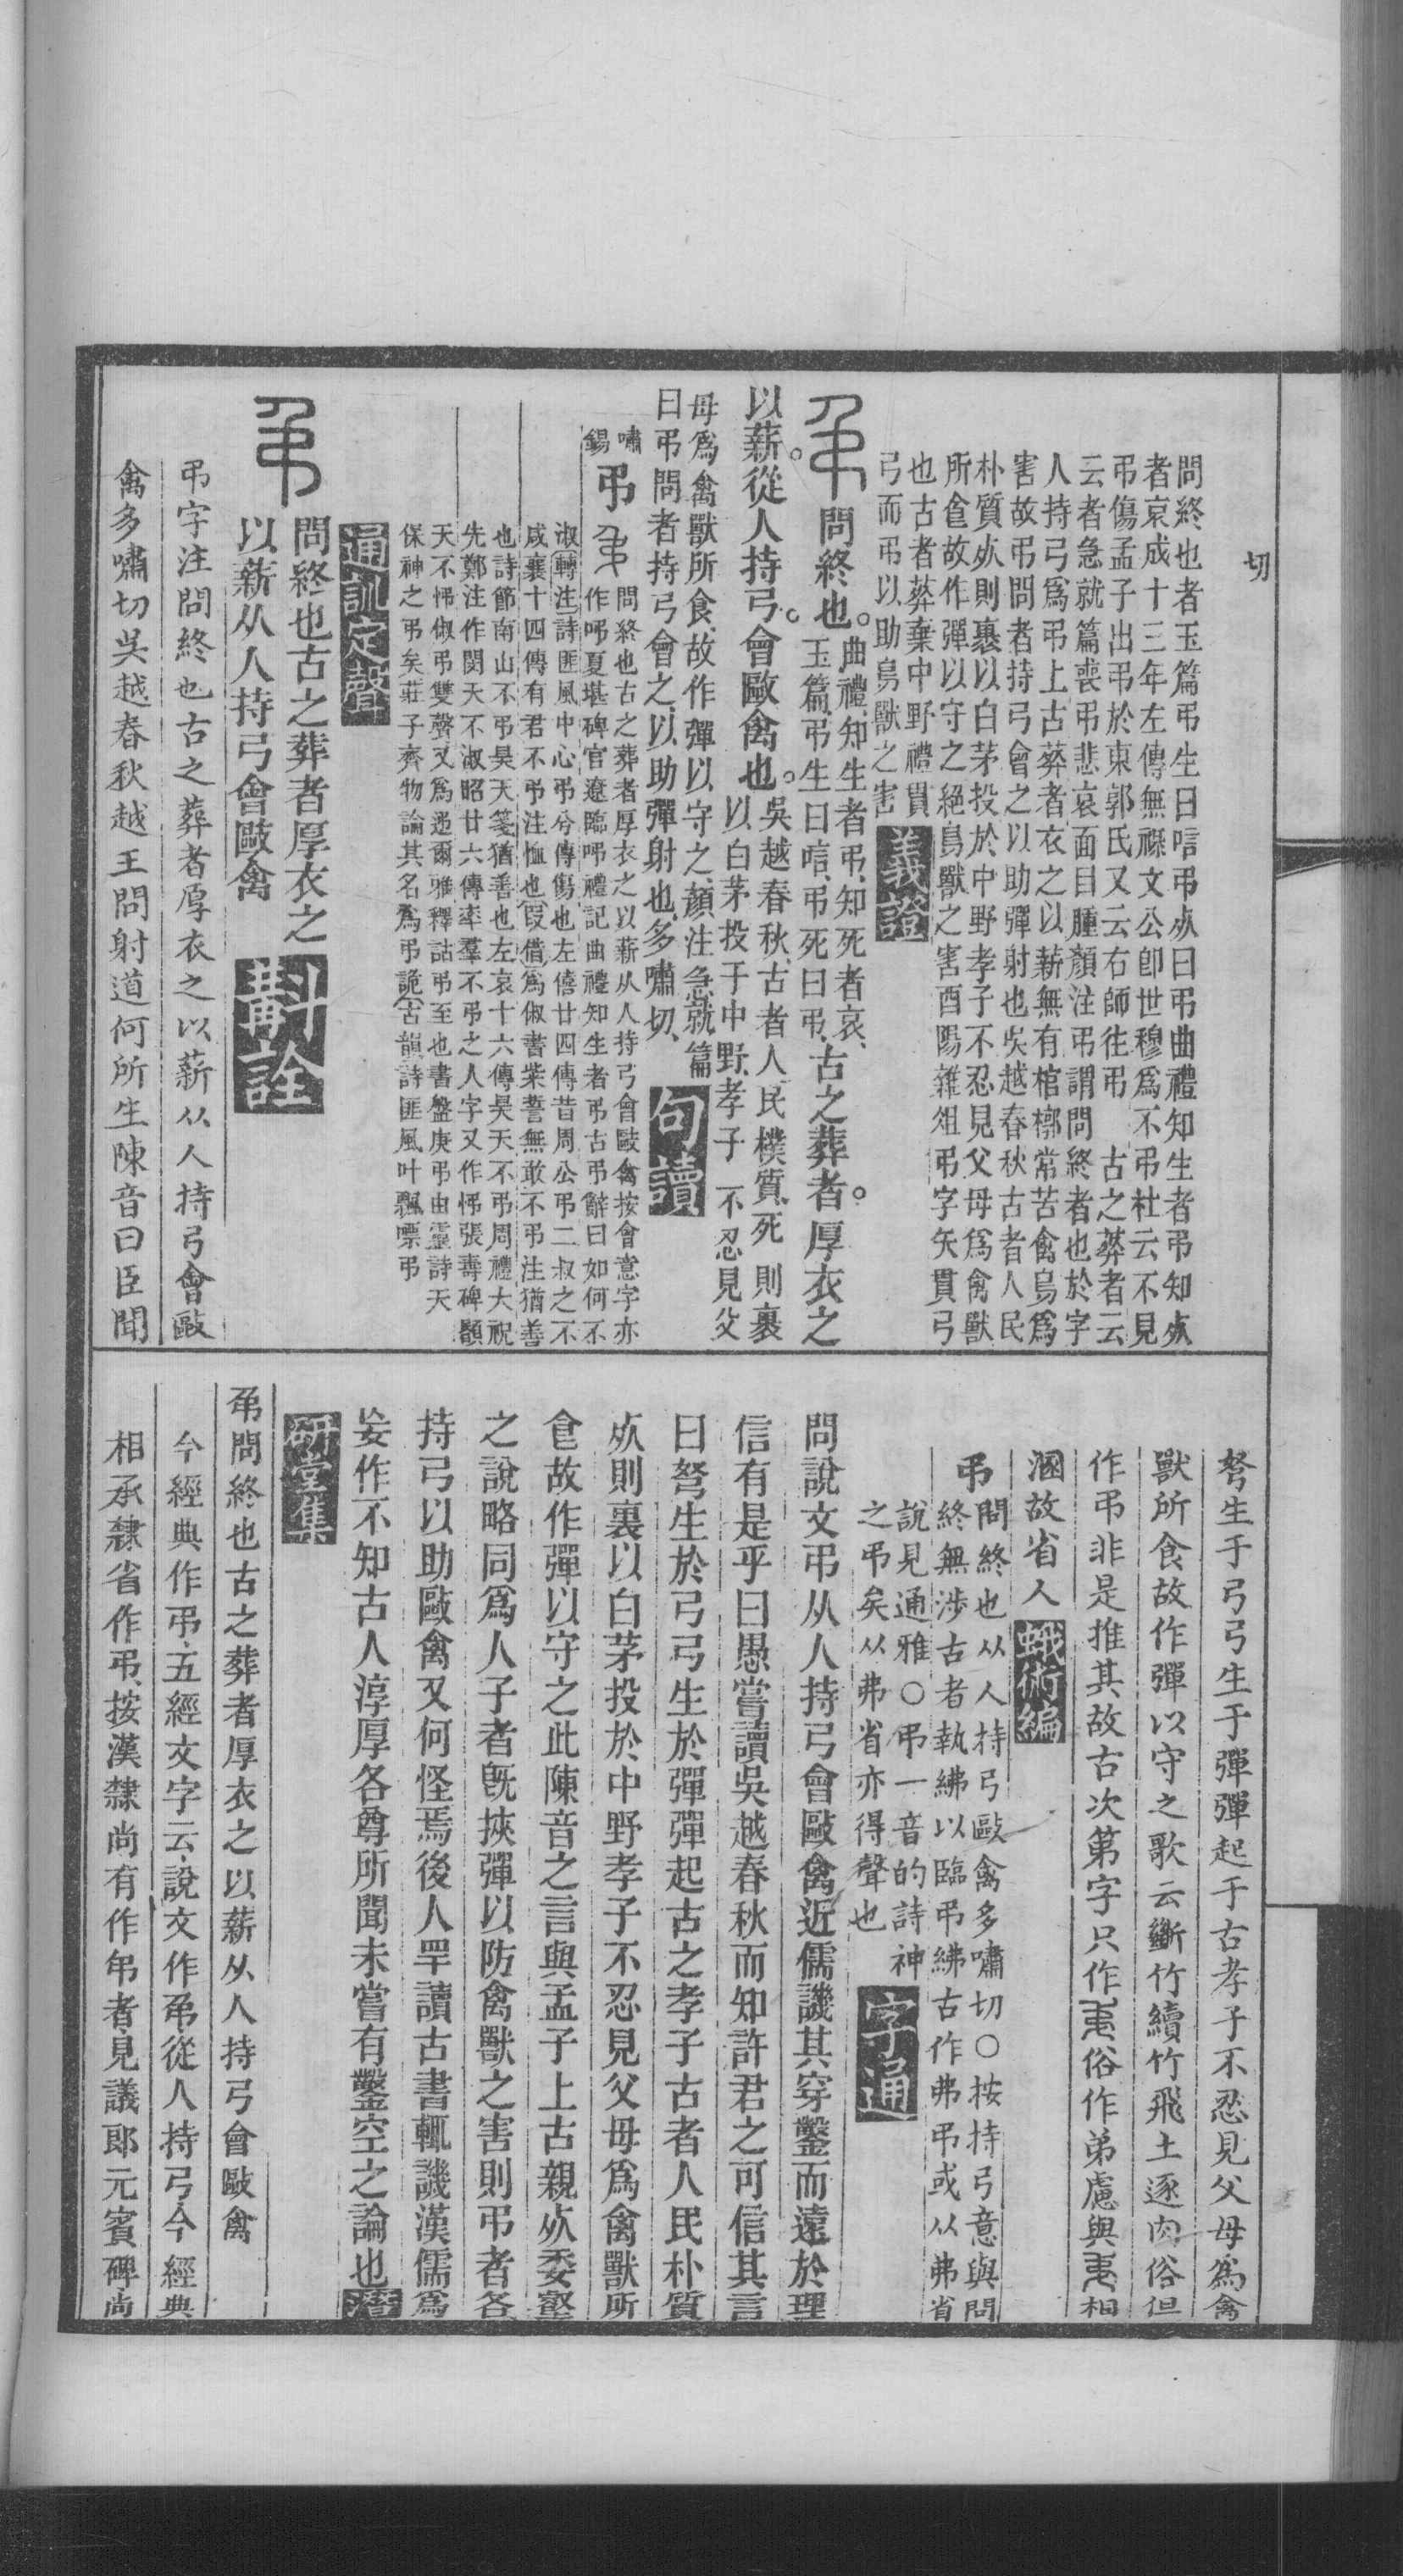 切
問終也者玉篇弔生曰唁弔㱙曰弔曲禮知生者弔知㱙
者哀成十三年左傳無祿文公卽世穆爲不弔杜云不見
弔傷孟子出弔於東郭氏又云右師往弔　古之葬者云
云者急就篇喪弔悲哀面目腫顏注弔謂問終者也於字
人持弓爲弔上古葬者衣之以薪無有棺槨常苦禽鳥爲
害故弔問者持弓會之以助彈射也吳越春秋古者人民
朴質㱙則裹以白茅投於中野孝子不忍見父母爲禽獸
所食故作彈以守之絕鳥獸之害酉陽雜俎弔字矢貫弓
也古者葬棄中野禮貫
弓而弔以助鳥獸之害
義證
問終也。
曲禮、知生者弔、知死者哀、
玉篇、弔生曰唁、弔死曰弔、
古之葬者。厚衣之
以薪。從人持弓。會敺禽也。
吳越春秋、古者人民樸質、死則裹
以白茅投于中野、孝子不忍見父
母爲禽獸所食、故作彈以守之、顏注急就篇
曰弔問者持弓會之、以助彈射也、多嘯切、
句讀
嘯
錫
弔
問終也古之葬者厚衣之以薪从人持弓會敺禽按會意字亦
作吊夏堪碑官遼臨吊禮記曲禮知生者弔古弔辭曰如何不
淑轉注詩匪風中心弔兮傳傷也左僖廿四傳昔周公弔二叔之不
咸襄十四傳有君不弔注恤也叚借爲俶書柴誓無敢不弔注猶善
也詩節南山不弔昊天箋猶善也左哀十六傳昊天不弔周禮大祝
先鄭注作閔天不淑昭廿六傳率羣不弔之人字又作㣂張壽碑顥
天不㣂俶弔雙聲又爲迡爾雅釋詁弔至也書盤庚弔由靈詩天
保神之弔矣莊子齊物論其名爲弔詭古韻詩匪風叶飄嘌弔
通訓定聲
問終也古之葬者厚衣之
以薪从人持弓會敺禽
斠詮
弔字注問終也古之葬者厚衣之以薪从人持弓會敺
禽多嘯切吳越春秋越王問射道何所生陳音曰臣聞
弩生于弓弓生于彈彈起于古孝子不忍見父母為禽
獸所食故作彈以守之歌云斷竹續竹飛土逐肉俗但
作弔非是推其故古次第字只作俗作弟慮與相
溷故省人
蛾術編
弔
問終也从人持弓敺禽多嘯切○按持弓意與問
終無涉古者執紼以臨弔紼古作弗弔或从弗省
說見通雅○弔一音的詩神
之弔矣从弗省亦得聲也
字通
問說文弔从人持弓會敺禽近儒譏其穿鑿而遠於理
信有是乎曰愚嘗讀吳越春秋而知許君之可信其言
曰弩生於弓弓生於彈彈起古之孝子古者人民朴質
㱙則裏以白茅投於中野孝子不忍見父母爲禽獸所
食故作彈以守之此陳音之言與孟子上古親㱙委壑
之說略同爲人子者旣挾彈以防禽獸之害則弔者各
持弓以助敺禽又何怪焉後人罕讀古書輒譏漢儒爲
妄作不知古人淳厚各尊所聞未嘗有鑿空之論也潛
研堂集
弔問終也古之葬者厚衣之以薪从人持弓會敺禽
今經典作弔五經文字云說文作弔從人持弓今經典
相承隸省作弔按漢隸尚有作㡭者見議郎元賓碑尚